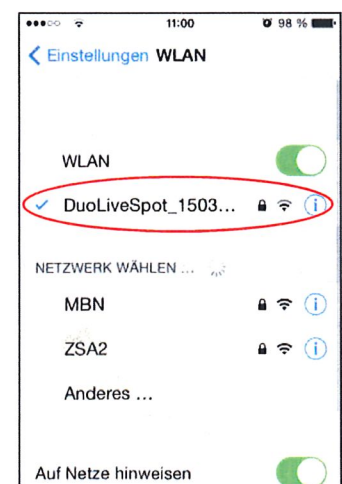 11:00 98 %
Einstellungen WLAN
WLAN
DuoLiveSpot_1503...
NETZWERK WÄHLEN ...
MBN
ZSA2
Anderes ...
Auf Netze hinweisen